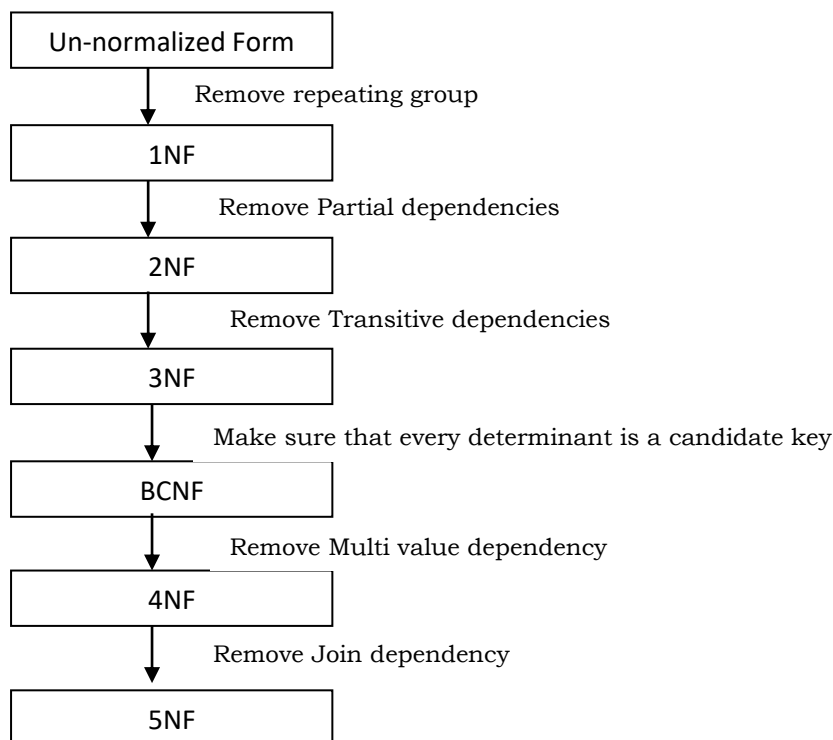 Un-normalized Form
Remove repeating group
1NF
Remove Partial dependencies
2NF
Remove Transitive dependencies
3NF
Make sure that every determinant is a candidate key
BCNF
Remove Multi value dependency
4NF
Remove Join dependency
5NF